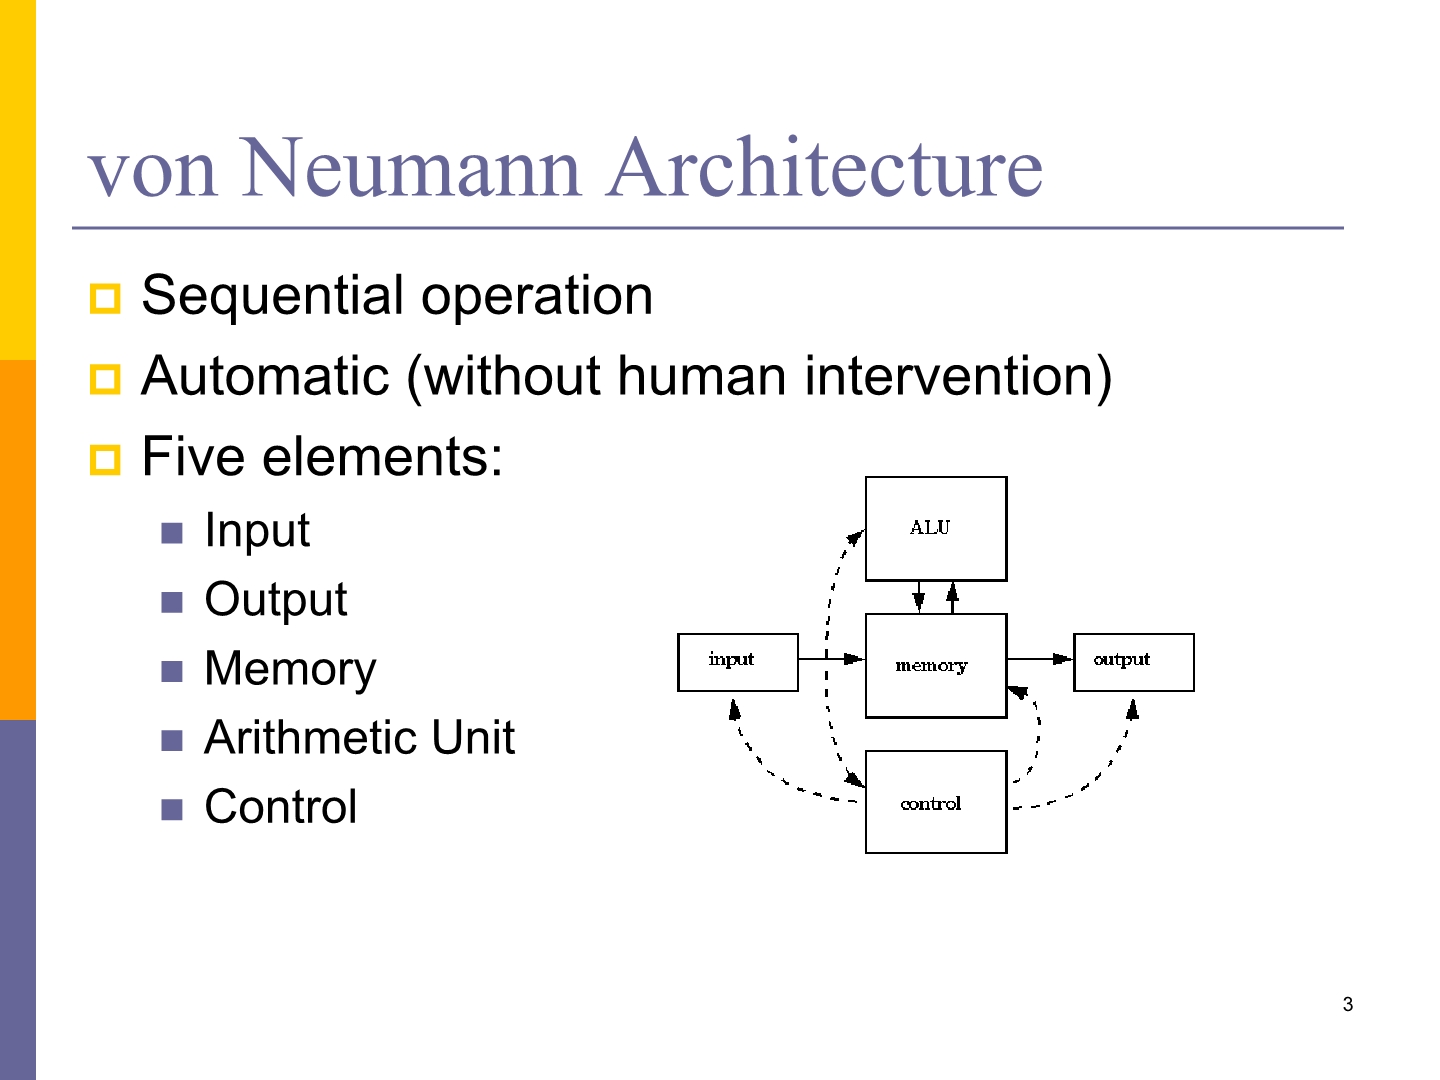 von Neumann Architecture
Sequential operation
Automatic (without human intervention)
Five elements:
Input
Output
Memory
Arithmetic Unit
Control
ALU
input
memory
output
control
3